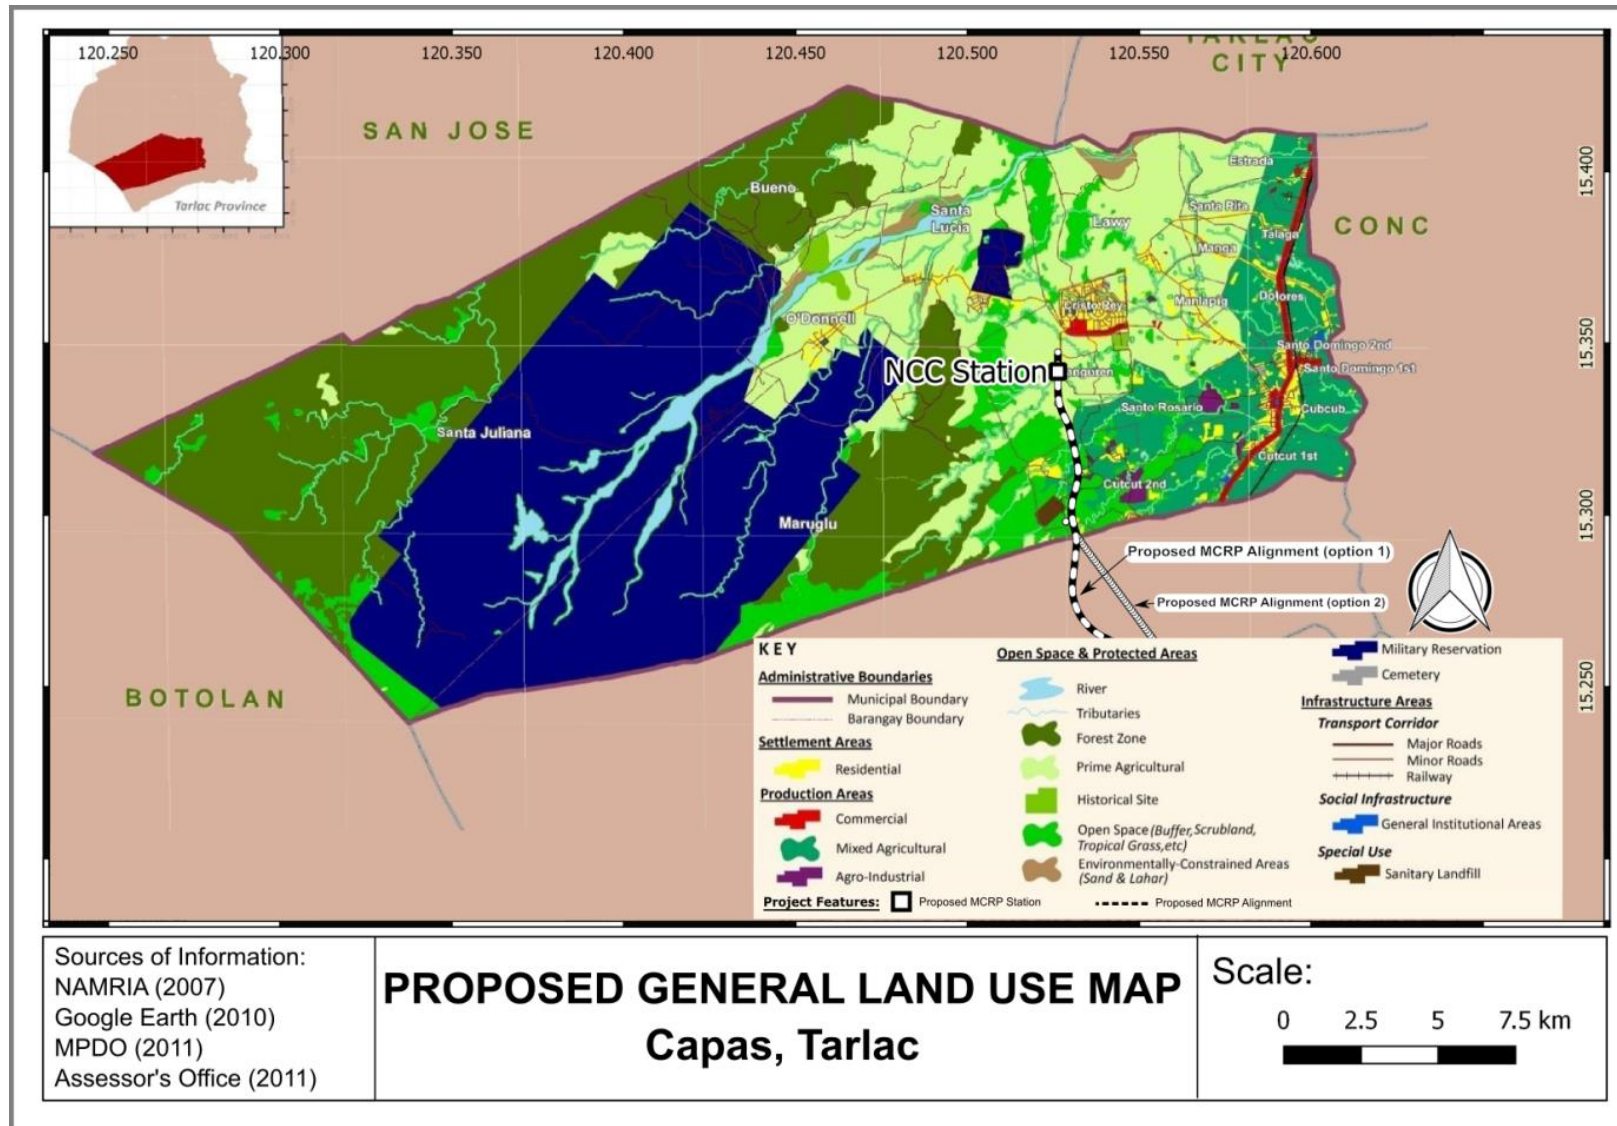 120.250 120.300 120.350 120.400 120.450 120.500 120.550 120.600
TARLAC
CITY
SAN JOSE
Tarlac Province
Estrada
15.400
Bueno
Santa
Lucia
Santa Rita
Lawy
CONC
Talaga
Manga
Cristo Rey
Manlapig
Dolores
O'Donnell
15.350
Santo Domingo 2nd
Santo Domingo 1st
NCC Station
Santo Rosario
Cubcub
Santa Juliana
Cutcut 1st
Cutcut 2nd
15.300
Maruglu
Proposed MCRP Alignment (option 1)
Proposed MCRP Alignment (option 2)
BOTOLAN
15.250
KEY
Administrative Boundaries
Municipal Boundary
Barangay Boundary
Settlement Areas
Residential
Production Areas
Commercial
Mixed Agricultural
Agro-Industrial
Open Space & Protected Areas
River
Tributaries
Forest Zone
Prime Agricultural
Historical Site
Open Space (Buffer, Scrubland,
Tropical Grass,etc)
Environmentally-Constrained Areas
(Sand & Lahar)
Military Reservation
Cemetery
Infrastructure Areas
Transport Corridor
Major Roads
Minor Roads
Railway
Social Infrastructure
General Institutional Areas
Special Use
Sanitary Landfill
Project Features: Proposed MCRP Station Proposed MCRP Alignment
Sources of Information:
NAMRIA (2007)
Google Earth (2010)
MPDO (2011)
Assessor's Office (2011)
PROPOSED GENERAL LAND USE MAP
Capas, Tarlac
Scale:
0 2.5 5 7.5 km